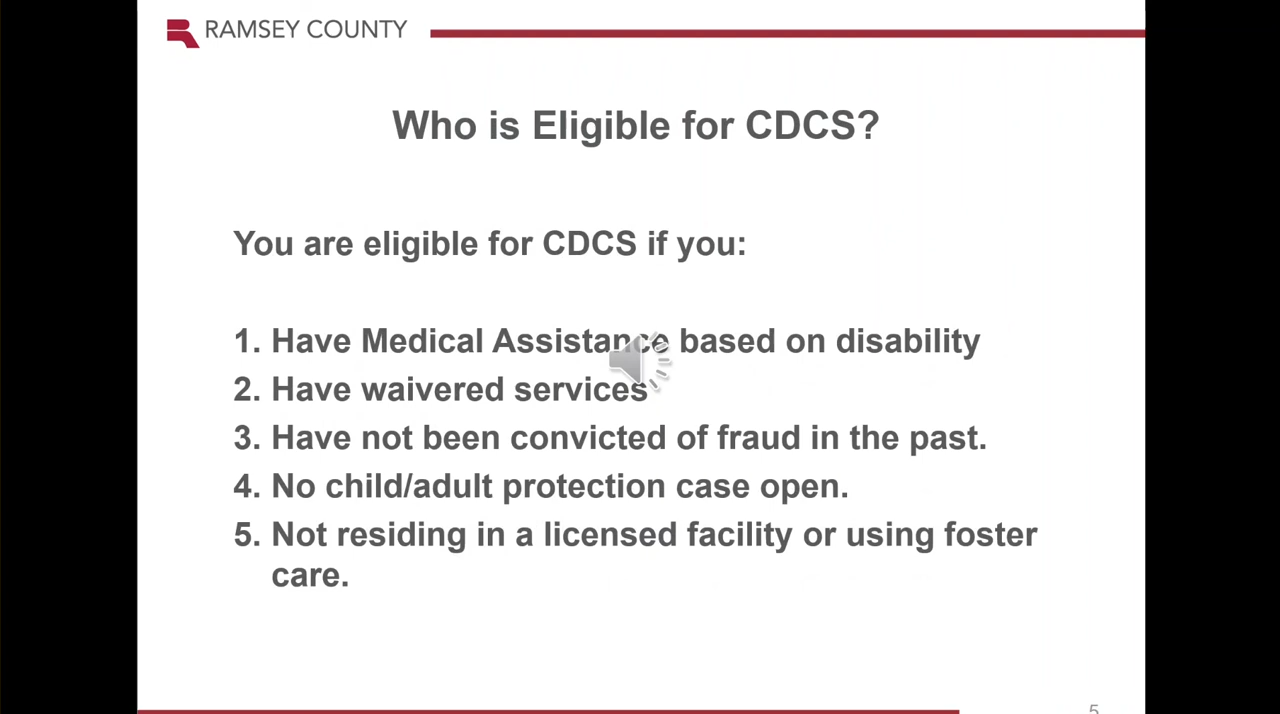 RAMSEY COUNTY
Who is Eligible for CDCS?
You are eligible for CDCS if you:
1. Have Medical Assistance based on disability
2. Have waivered services
3. Have not been convicted of fraud in the past.
4. No child/adult protection case open.
5. Not residing in a licensed facility or using foster
care.
5